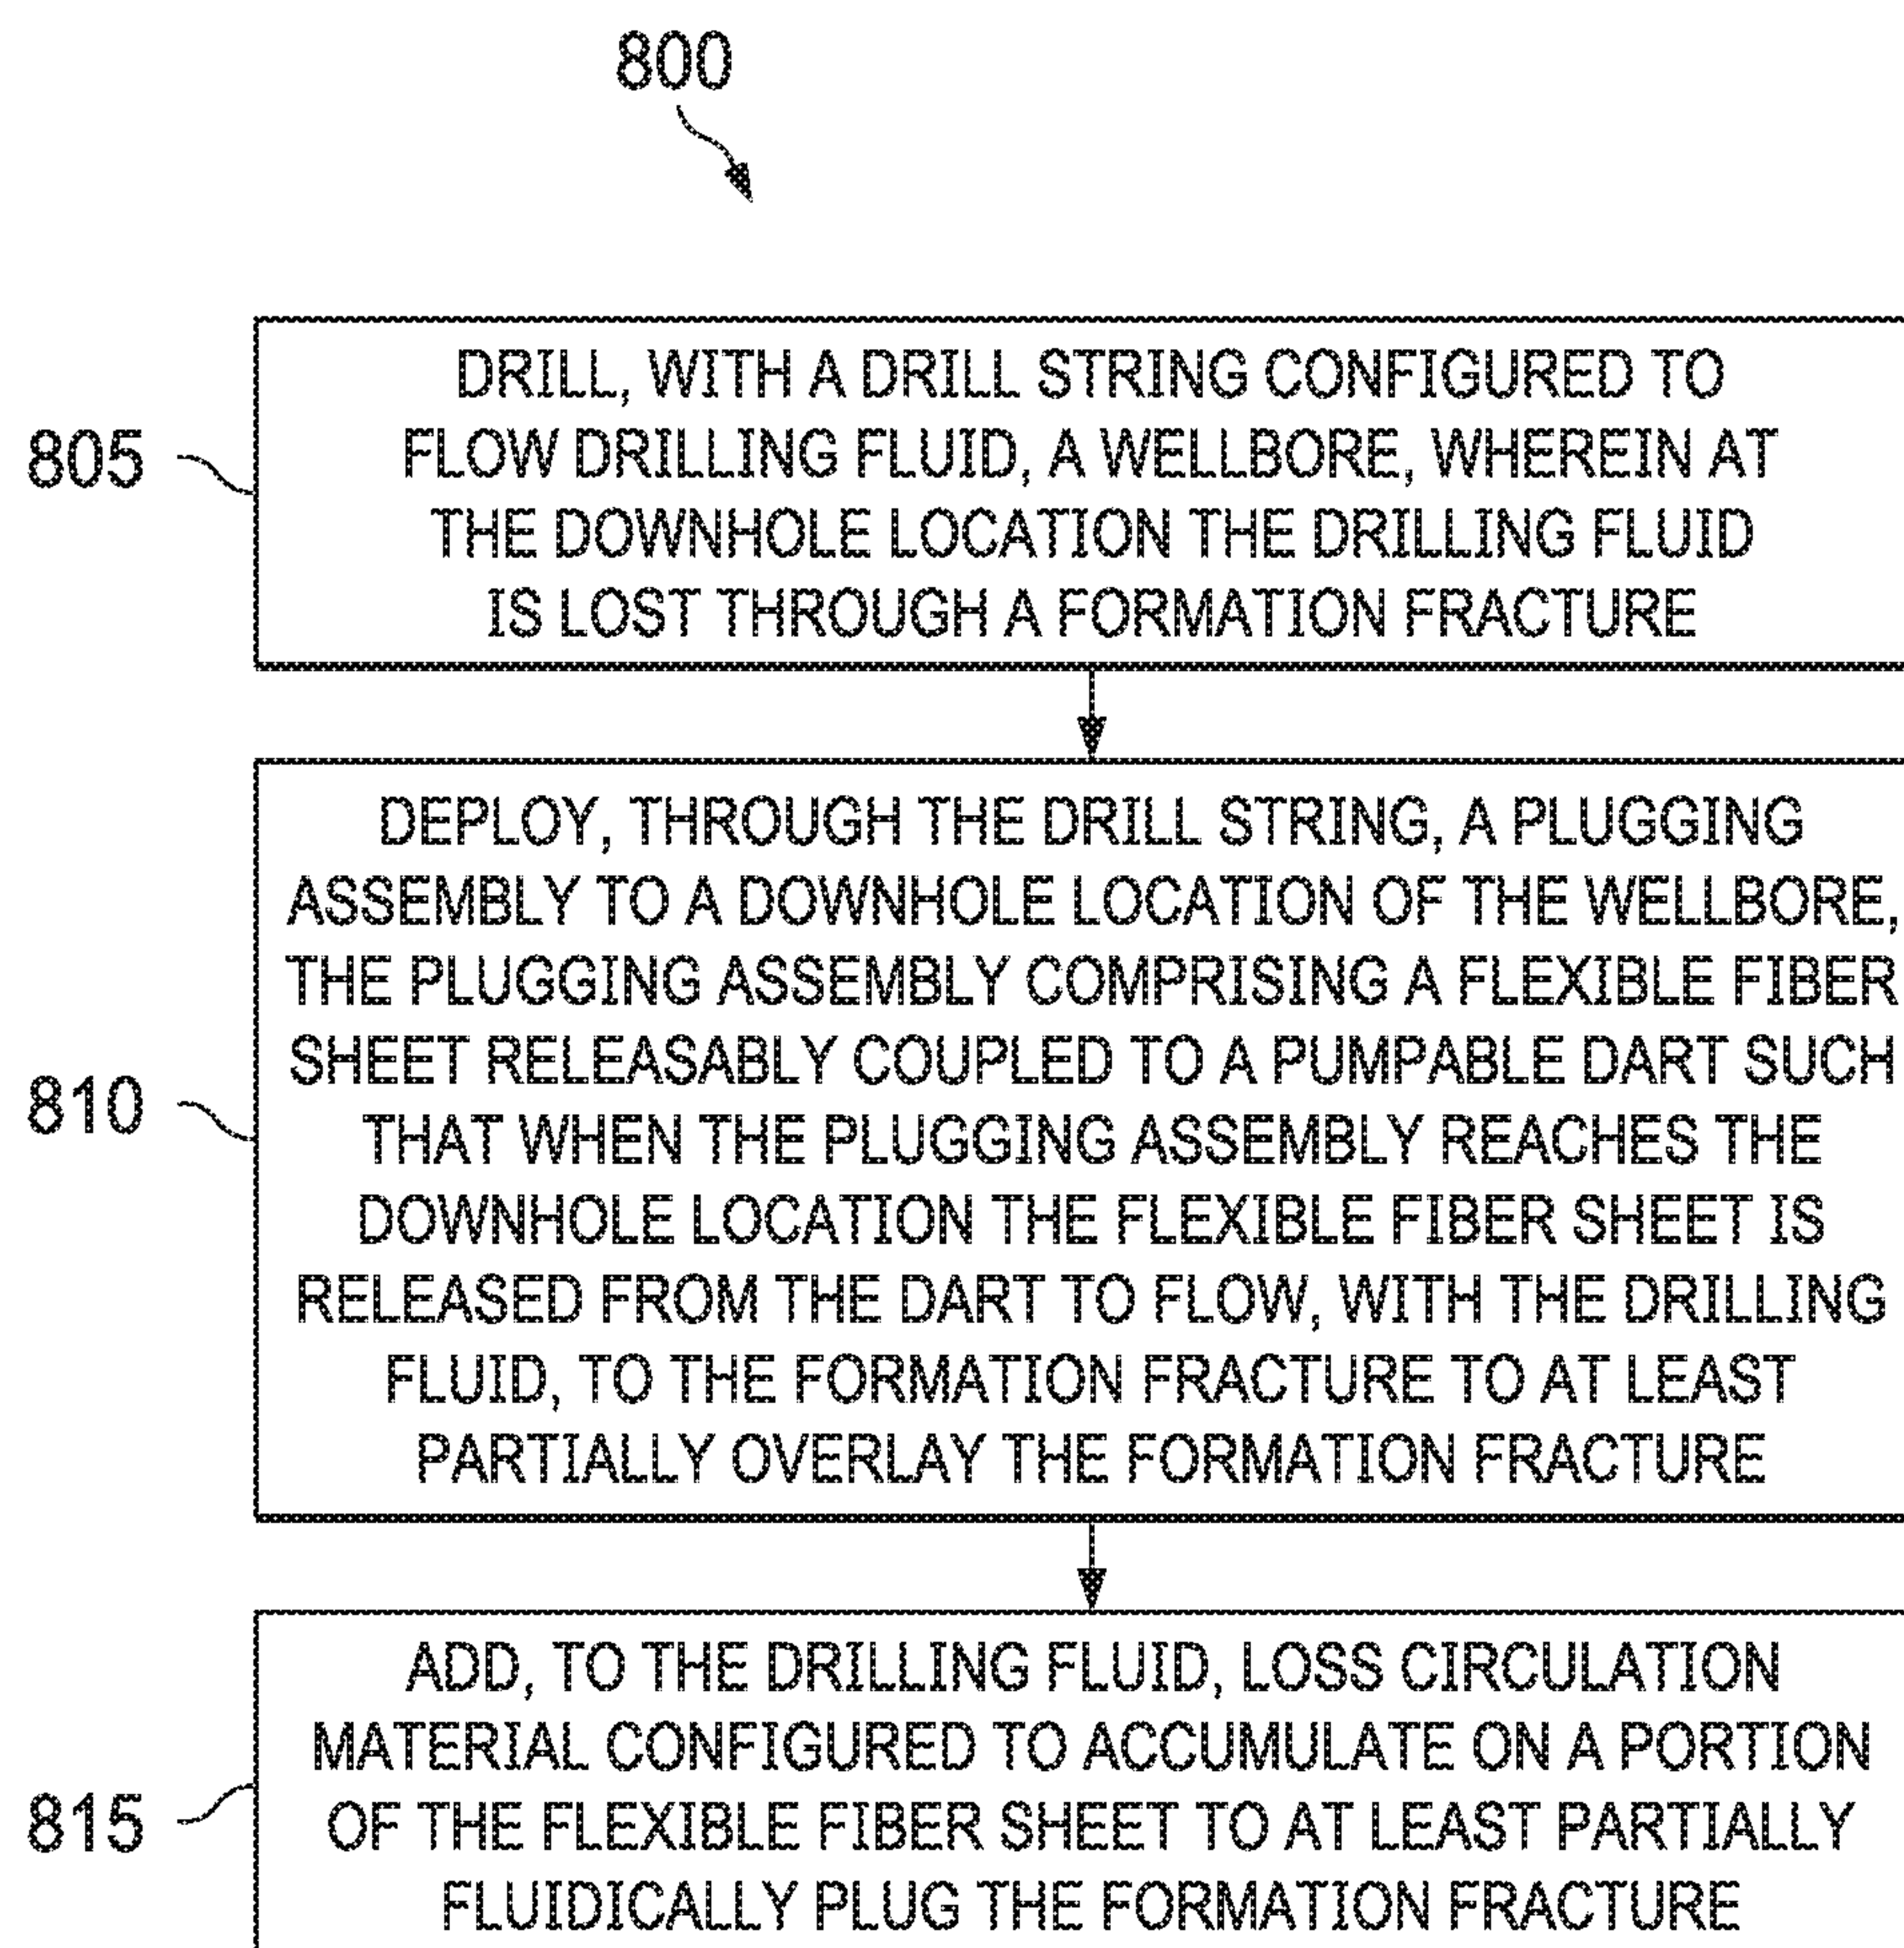 800
805
DRILL, WITH A DRILL STRING CONFIGURED TO
FLOW DRILLING FLUID, A WELLBORE, WHEREIN AT
THE DOWNHOLE LOCATION THE DRILLING FLUID
IS LOST THROUGH A FORMATION FRACTURE
810
DEPLOY, THROUGH THE DRILL STRING, A PLUGGING
ASSEMBLY TO A DOWNHOLE LOCATION OF THE WELLBORE,
THE PLUGGING ASSEMBLY COMPRISING A FLEXIBLE FIBER
SHEET RELEASABLY COUPLED TO A PUMPABLE DART SUCH
THAT WHEN THE PLUGGING ASSEMBLY REACHES THE
DOWNHOLE LOCATION THE FLEXIBLE FIBER SHEET IS
RELEASED FROM THE DART TO FLOW, WITH THE DRILLING
FLUID, TO THE FORMATION FRACTURE TO AT LEAST
PARTIALLY OVERLAY THE FORMATION FRACTURE
815
ADD, TO THE DRILLING FLUID, LOSS CIRCULATION
MATERIAL CONFIGURED TO ACCUMULATE ON A PORTION
OF THE FLEXIBLE FIBER SHEET TO AT LEAST PARTIALLY
FLUIDICALLY PLUG THE FORMATION FRACTURE